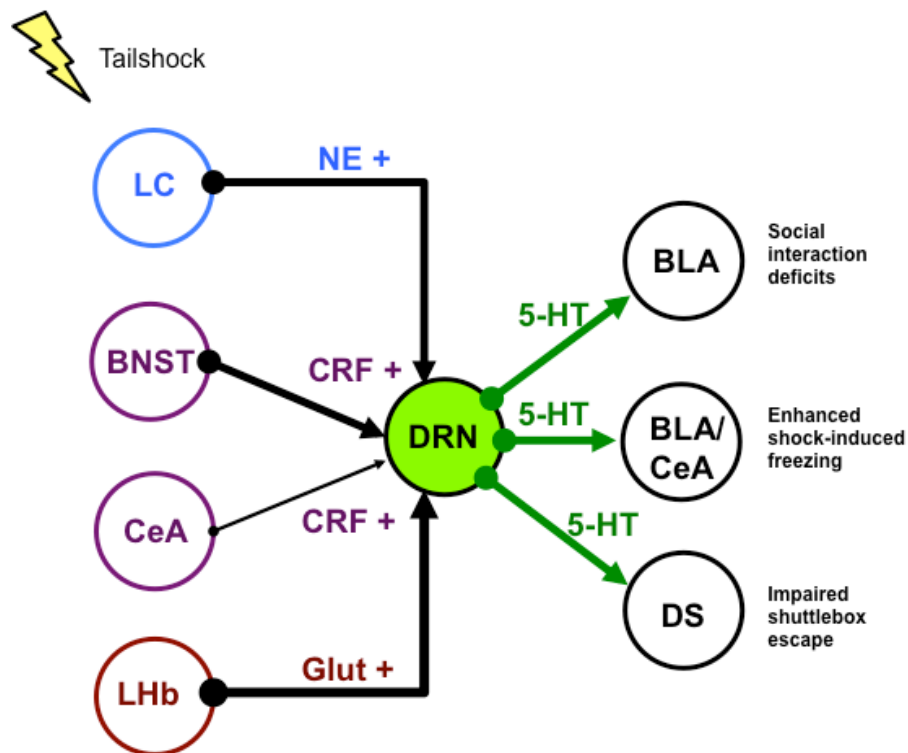 Tailshock
LC
NE +
BNST
CRF +
CeA
CRF +
LHb
Glut +
DRN
5-HT
BLA
Social
interaction
deficits
5-HT
BLA/
CeA
Enhanced
shock-induced
freezing
5-HT
DS
Impaired
shuttlebox
escape